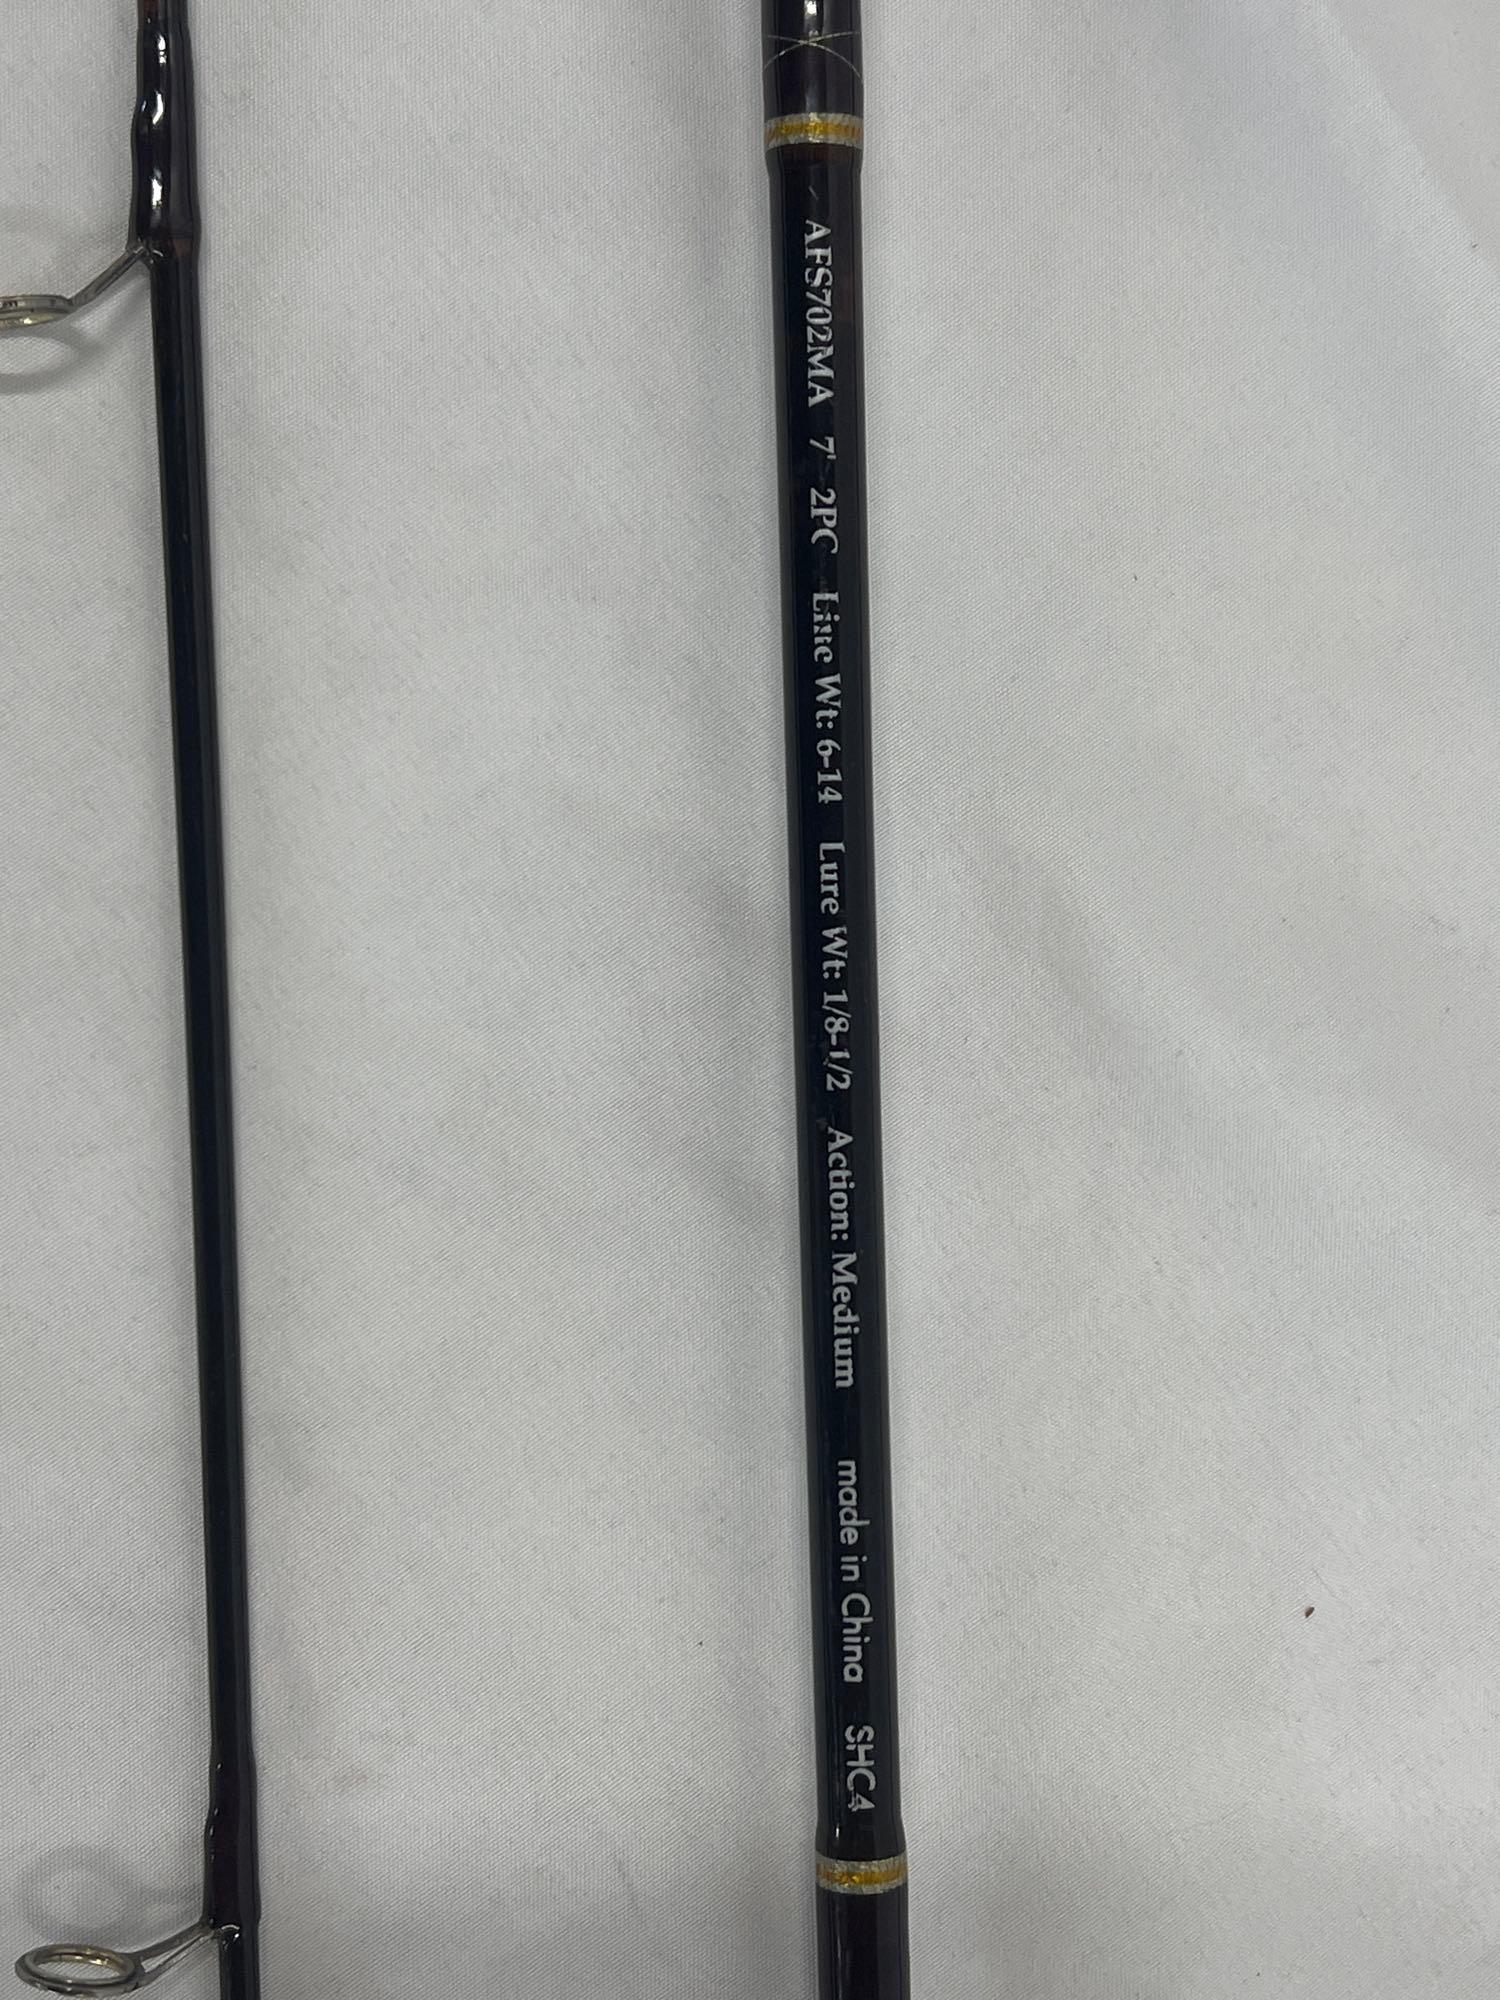 AFS702MA 7' 2PC Line Wt: 6-14 Lure Wt: 1/8-1/2 Action: Medium made in China SHC4